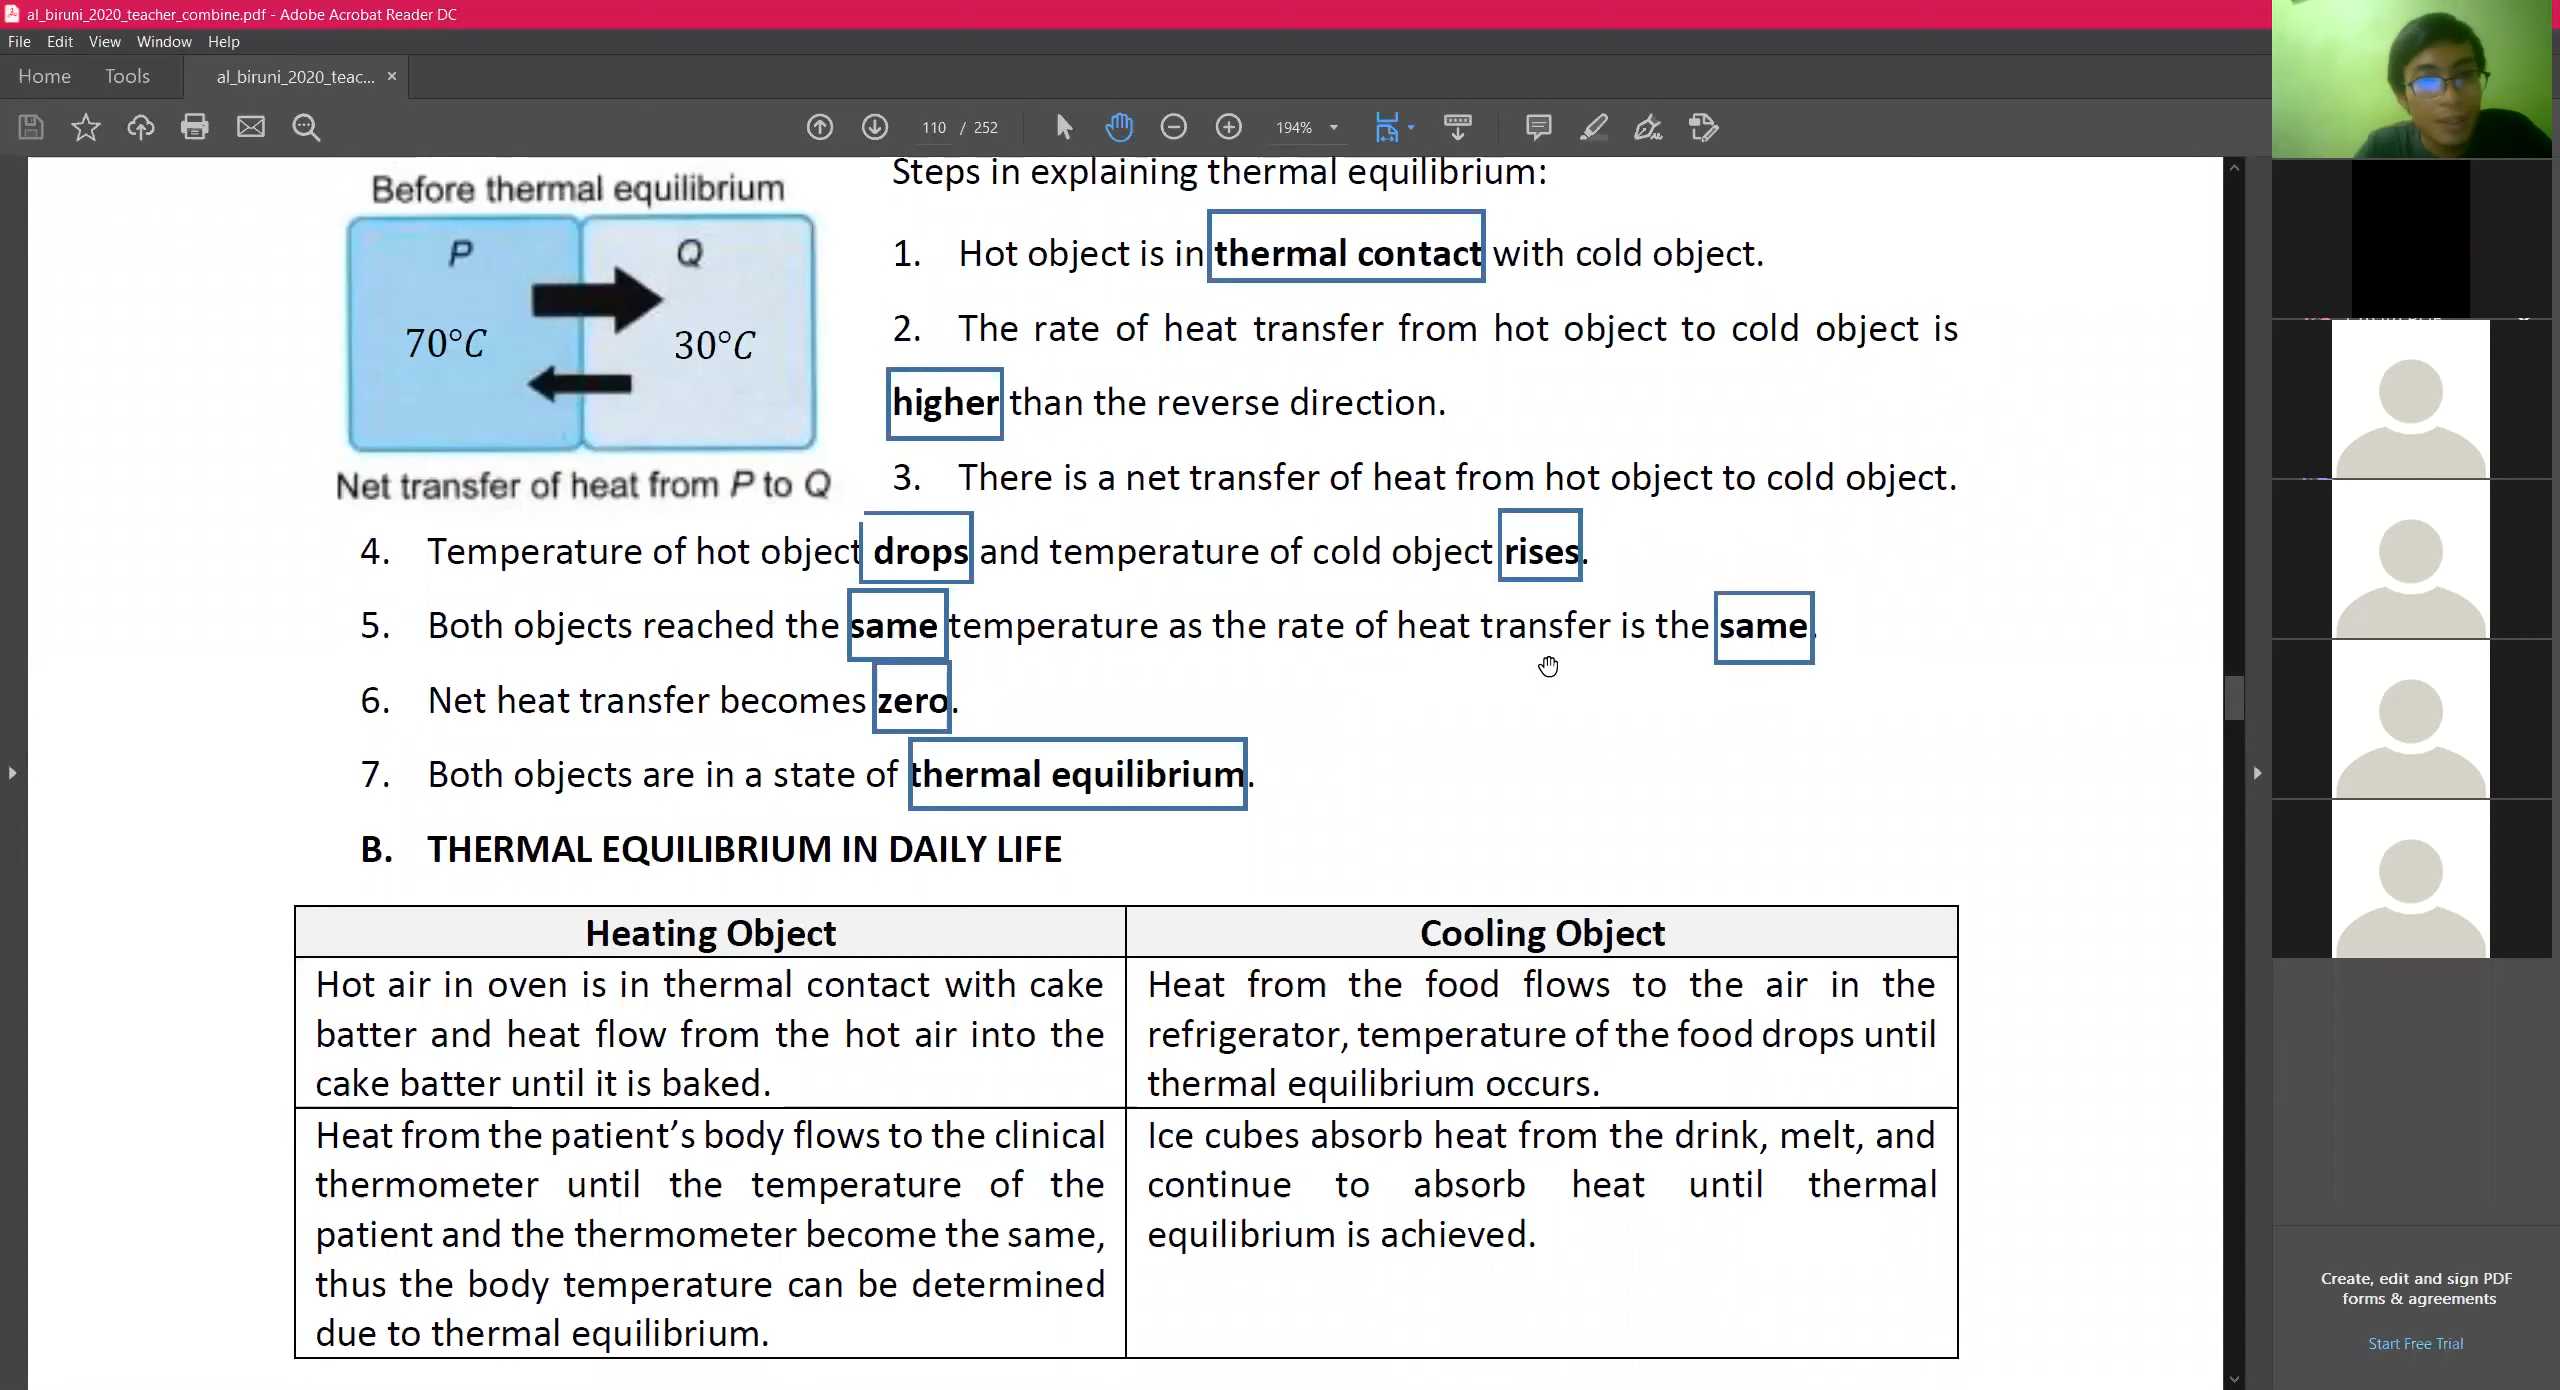 al_biruni_2020_teacher_combine.pdf - Adobe Acrobat Reader DC
File Edit View Window Help
Home Tools al_biruni_2020_teac... ×
110 / 252 194%
Before thermal equilibrium
P Q
70°C 30°C
Net transfer of heat from P to Q
Steps in explaining thermal equilibrium:
1. Hot object is in thermal contact with cold object.
2. The rate of heat transfer from hot object to cold object is
higher than the reverse direction.
3. There is a net transfer of heat from hot object to cold object.
4. Temperature of hot object drops and temperature of cold object rises.
5. Both objects reached the same temperature as the rate of heat transfer is the same.
6. Net heat transfer becomes zero.
7. Both objects are in a state of thermal equilibrium.
B. THERMAL EQUILIBRIUM IN DAILY LIFE
Heating Object
Hot air in oven is in thermal contact with cake
batter and heat flow from the hot air into the
cake batter until it is baked.
Heat from the patient’s body flows to the clinical
thermometer until the temperature of the
patient and the thermometer become the same,
thus the body temperature can be determined
due to thermal equilibrium.
Cooling Object
Heat from the food flows to the air in the
refrigerator, temperature of the food drops until
thermal equilibrium occurs.
Ice cubes absorb heat from the drink, melt, and
continue to absorb heat until thermal
equilibrium is achieved.
Create, edit and sign PDF
forms & agreements
Start Free Trial